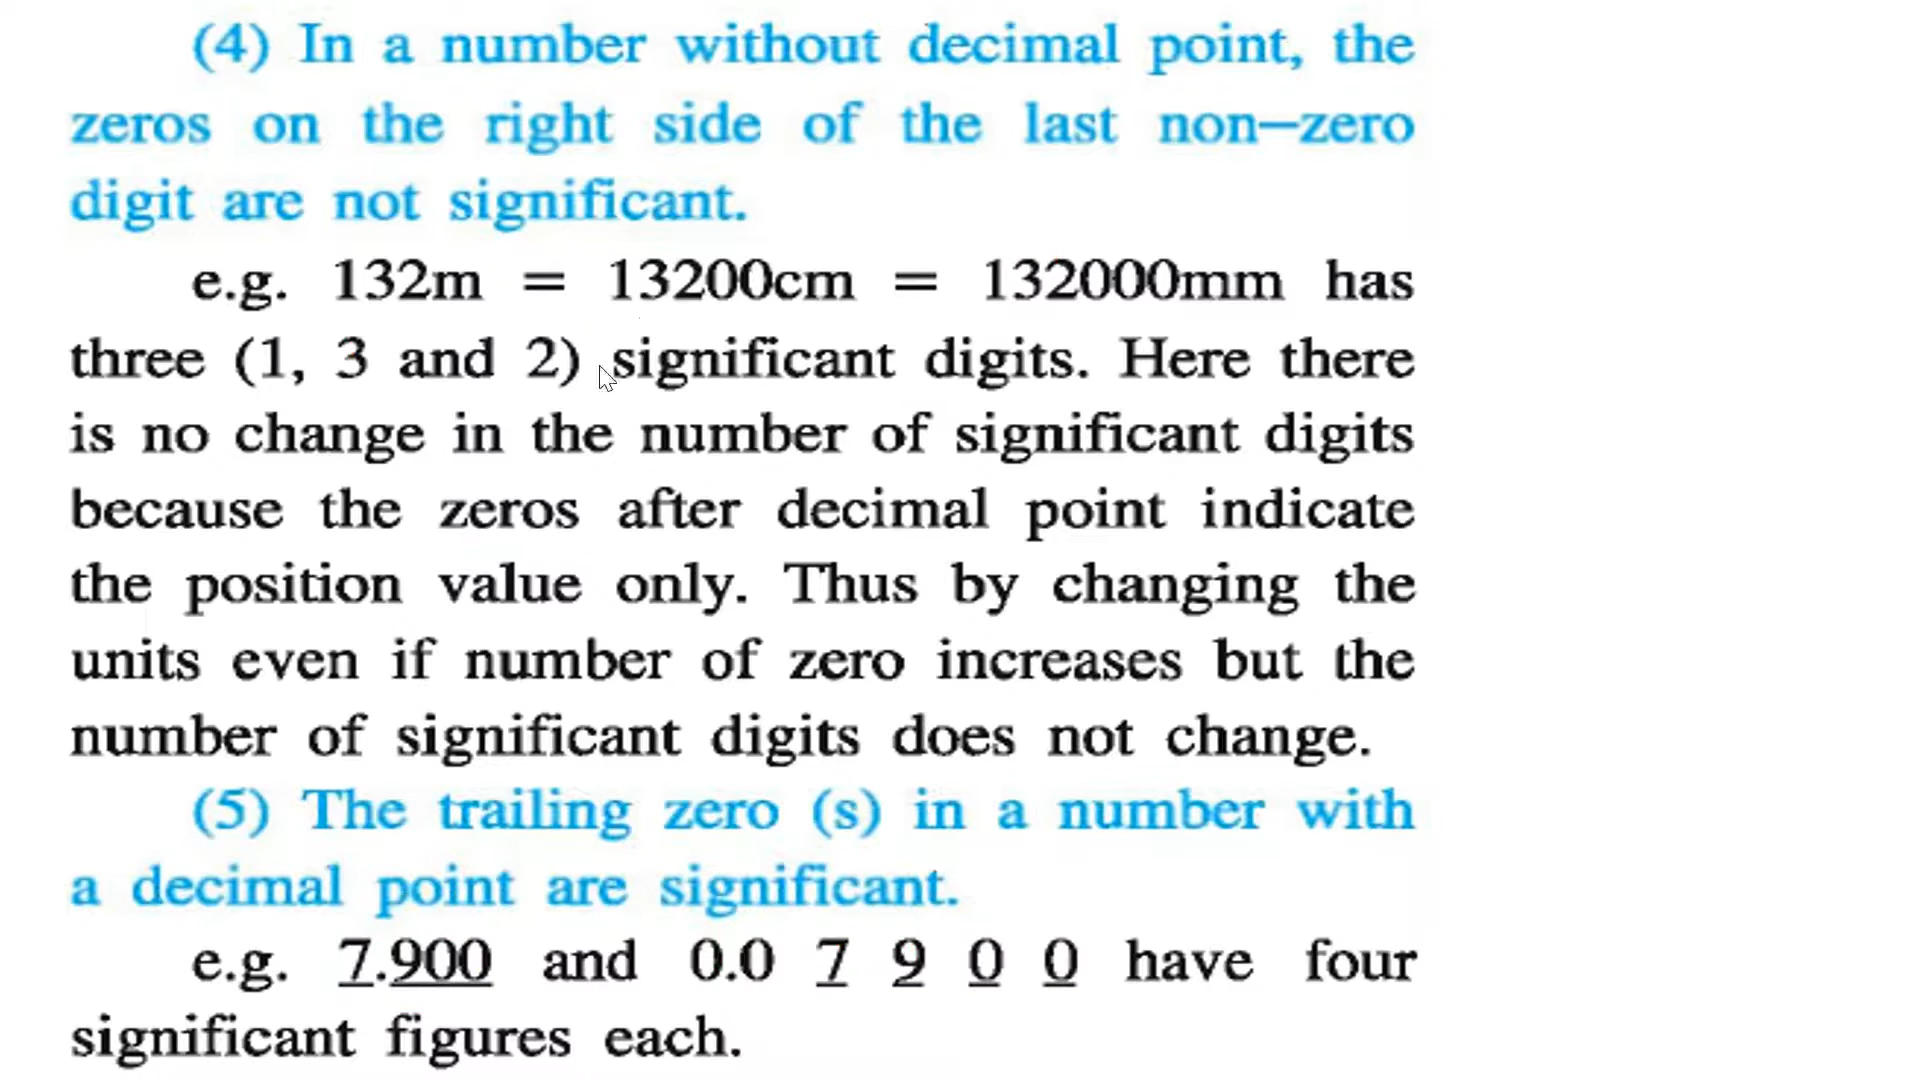 (4) In a number without decimal point, the
zeros on the right side of the last non–zero
digit are not significant.
e.g. 132m = 13200cm = 132000mm has
three (1, 3 and 2) significant digits. Here there
is no change in the number of significant digits
because the zeros after decimal point indicate
the position value only. Thus by changing the
units even if number of zero increases but the
number of significant digits does not change.
(5) The trailing zero (s) in a number with
a decimal point are significant.
e.g. 7.900 and 0.0 7 9 0 0 have four
significant figures each.